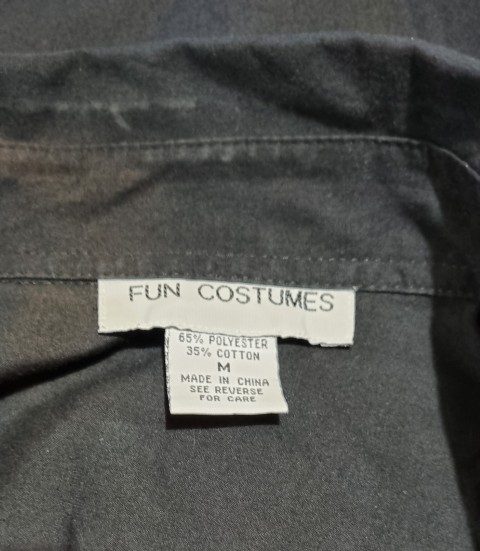 FUN COSTUMES
65% POLYESTER
35% COTTON
M
MADE IN CHINA
SEE REVERSE
FOR CARE